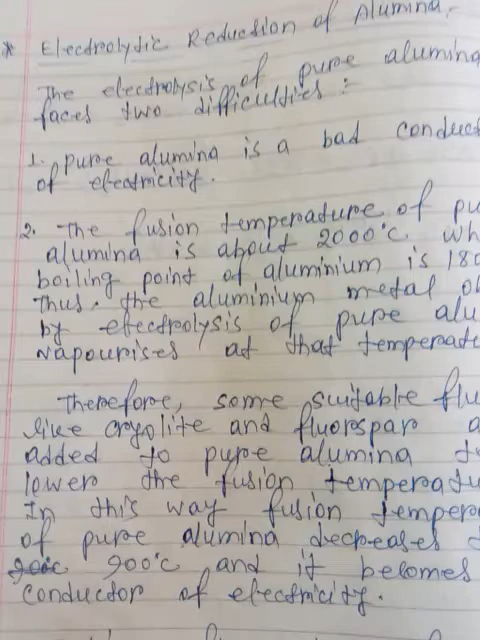 * Electrolytic Reduction of Alumina.-
The electrolysis of pure alumina
faces two difficulties :-
1. pure alumina is a bad conduct
of electricity.
2. The fusion temperature of pu
alumina is about 2000°C. Wh
boiling point of aluminium is 180
Thus. the aluminium metal o
by electrolysis of pure alu
vapourises at that temperat
Therefore, some suitable flu
like cryolite and fluorspar a
added to pure alumina t
lower the fusion temperatu
In this way fusion temper
of pure alumina decreases
900°C and it becomes
conductor of electricity.